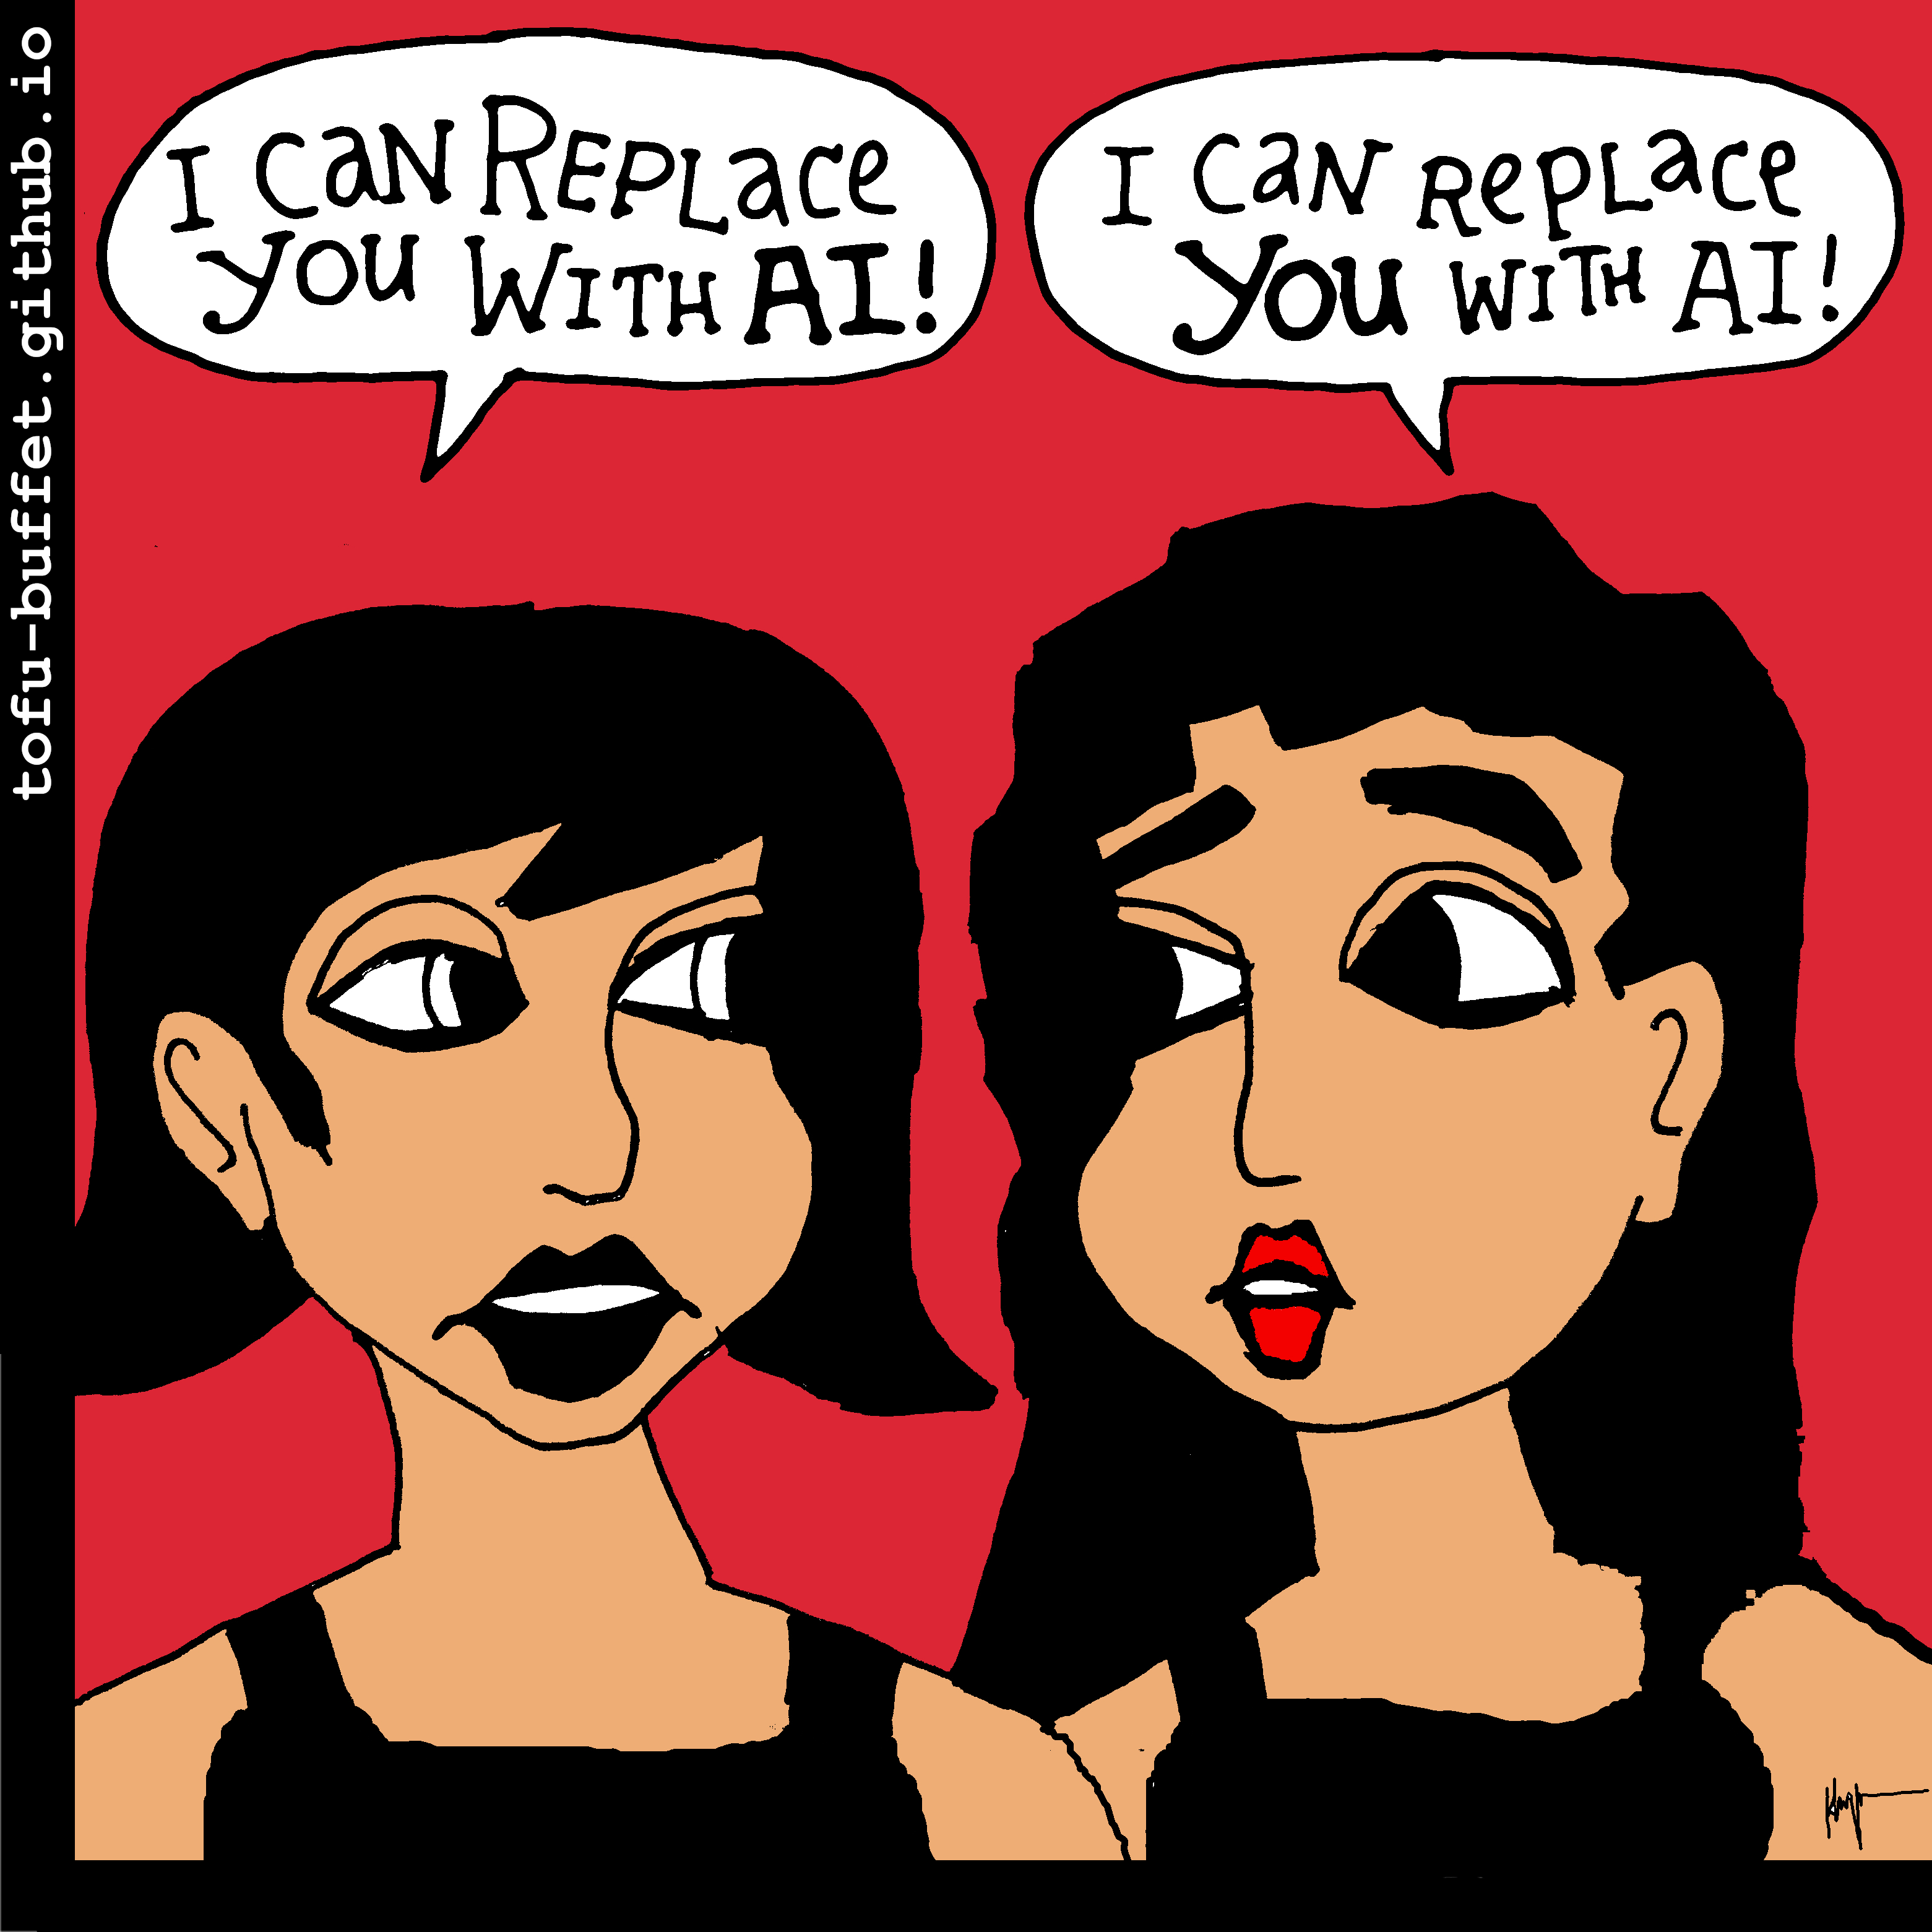 tofu-buffet.github.io
I CaN RePLace
you WITH AI!
I CaN RePLace
You WITH AI!